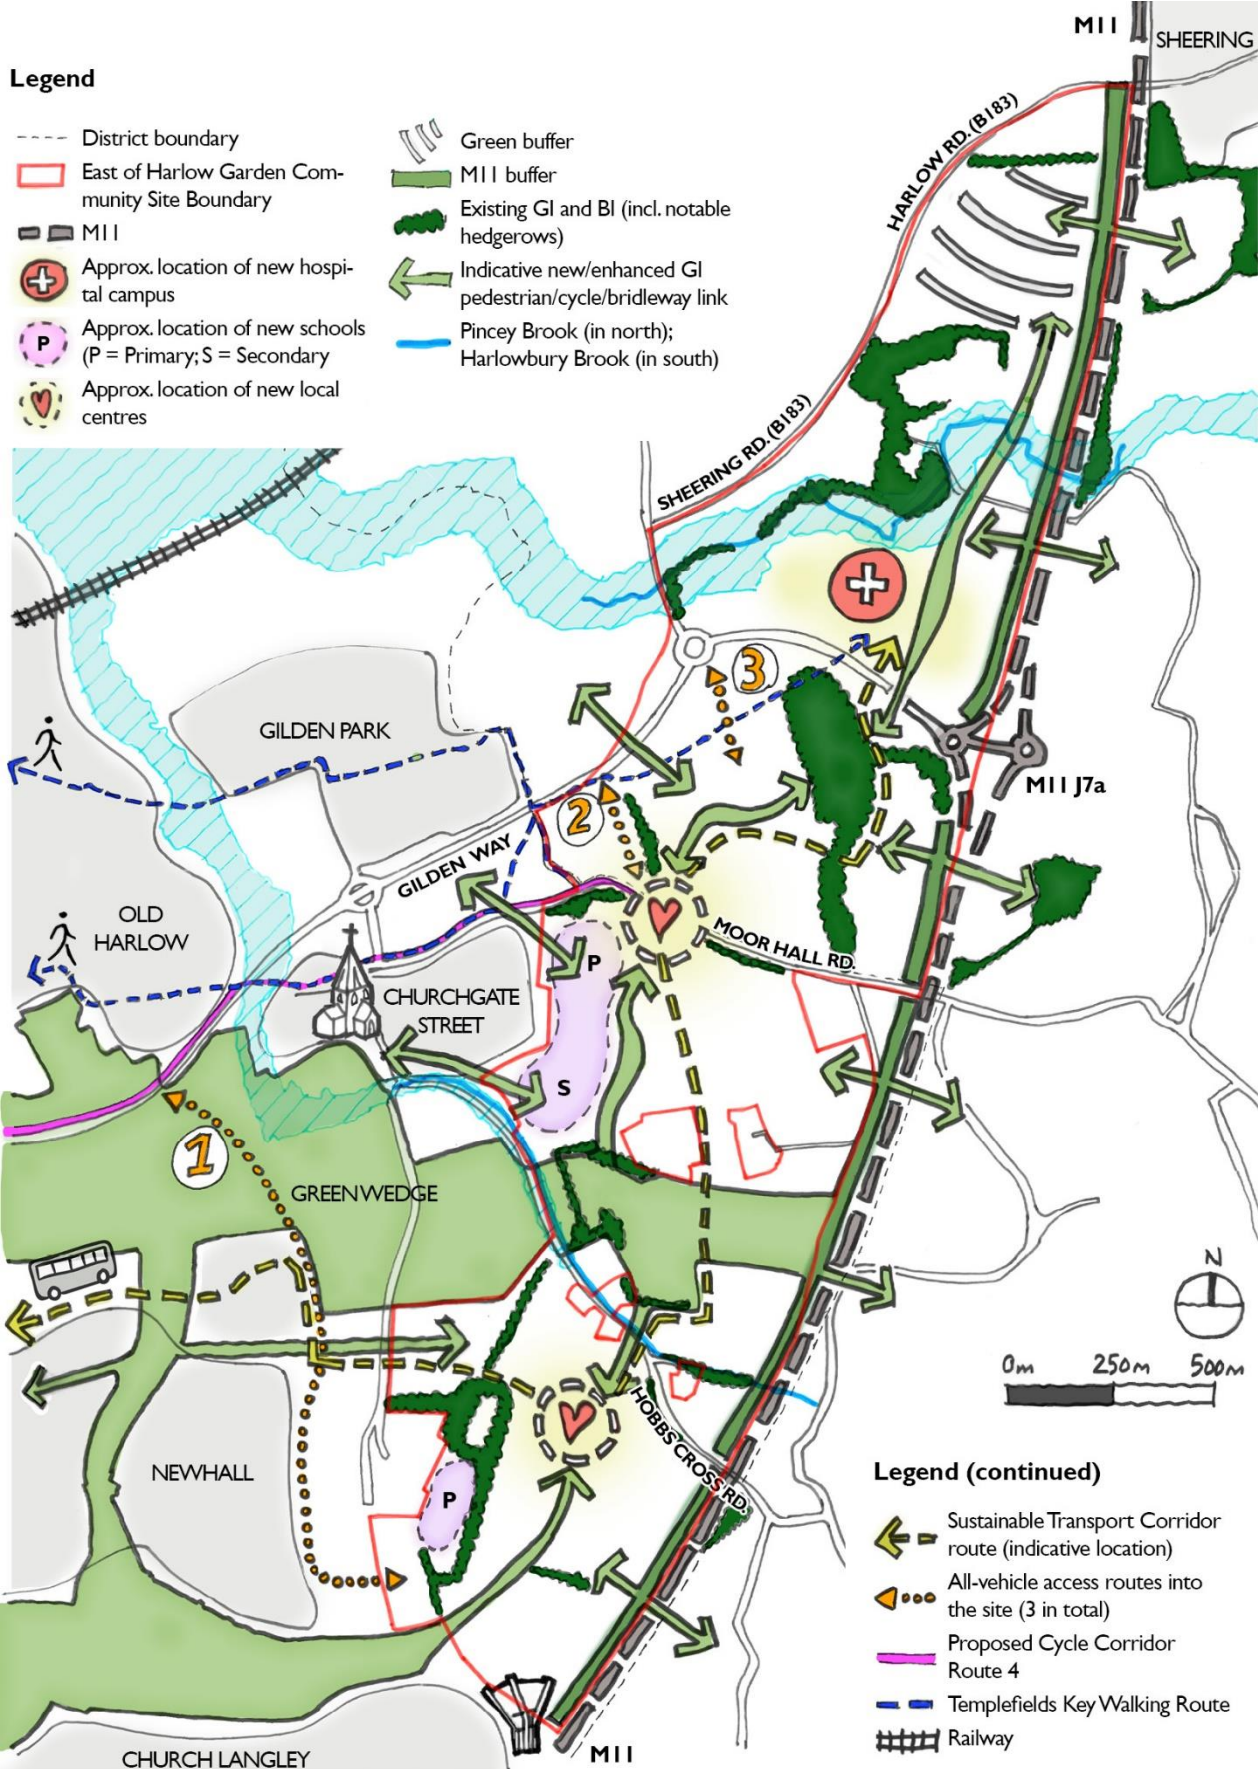 M11
SHEERING
Legend
District boundary
East of Harlow Garden Com-
munity Site Boundary
M11
Approx. location of new hospi-
tal campus
P
Approx. location of new schools
(P = Primary; S = Secondary
Approx. location of new local
centres
Green buffer
M11 buffer
Existing GI and BI (incl. notable
hedgerows)
Indicative new/enhanced GI
pedestrian/cycle/bridleway link
Pincey Brook (in north);
Harlowbury Brook (in south)
HARLOW RD. (B183)
SHEERING RD. (B183)
3
GILDEN PARK
M11 J7a
2
GILDEN WAY
OLD
HARLOW
MOOR HALL RD.
P
CHURCHGATE
STREET
S
1
GREEN WEDGE
N
0m 250m 500m
HOBBS CROSS RD.
NEWHALL
P
Legend (continued)
Sustainable Transport Corridor
route (indicative location)
All-vehicle access routes into
the site (3 in total)
Proposed Cycle Corridor
Route 4
Templefields Key Walking Route
Railway
M11
CHURCH LANGLEY